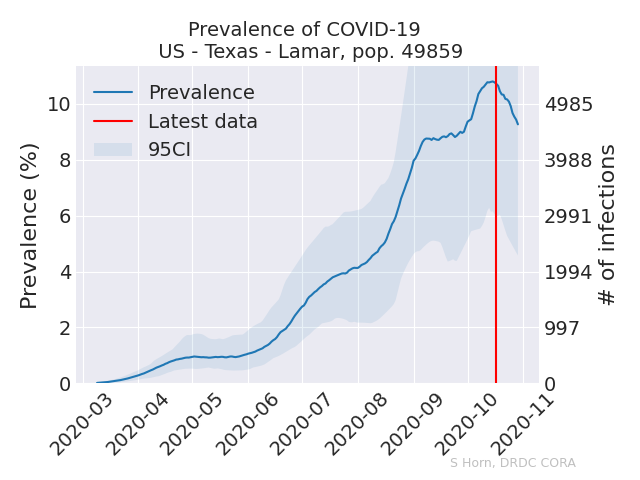 Prevalence of COVID-19
US - Texas - Lamar, pop. 49859
Prevalence
Latest data
95CI
Prevalence (%)
10
8
6
4
2
0
4985
3988
2991
1994
997
0
# of infections
2020-03
2020-04
2020-05
2020-06
2020-07
2020-08
2020-09
2020-10
2020-11
S Horn, DRDC CORA